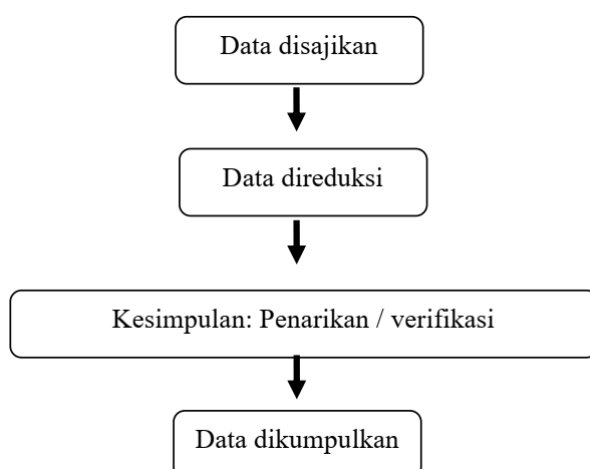 Data disajikan
Data direduksi
Kesimpulan: Penarikan / verifikasi
Data dikumpulkan